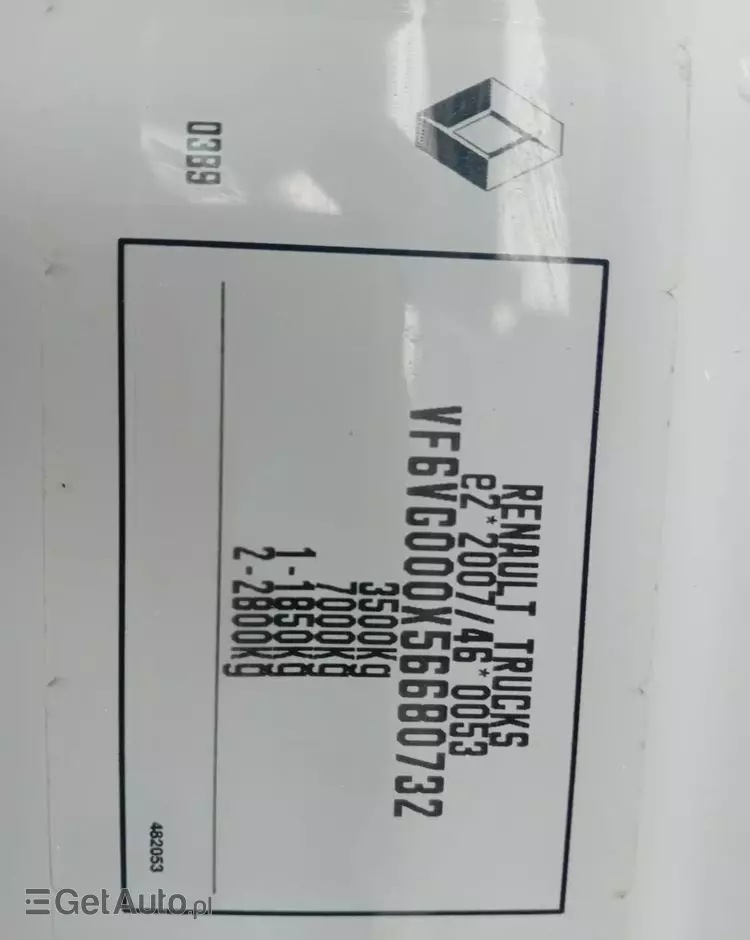 RENAULT TRUCKS
e2*2007/46*0053
VF6VG000X56680732
3500Kg
7000Kg
1-1850Kg
2-2800Kg
482053
0389
GetAuto.pl